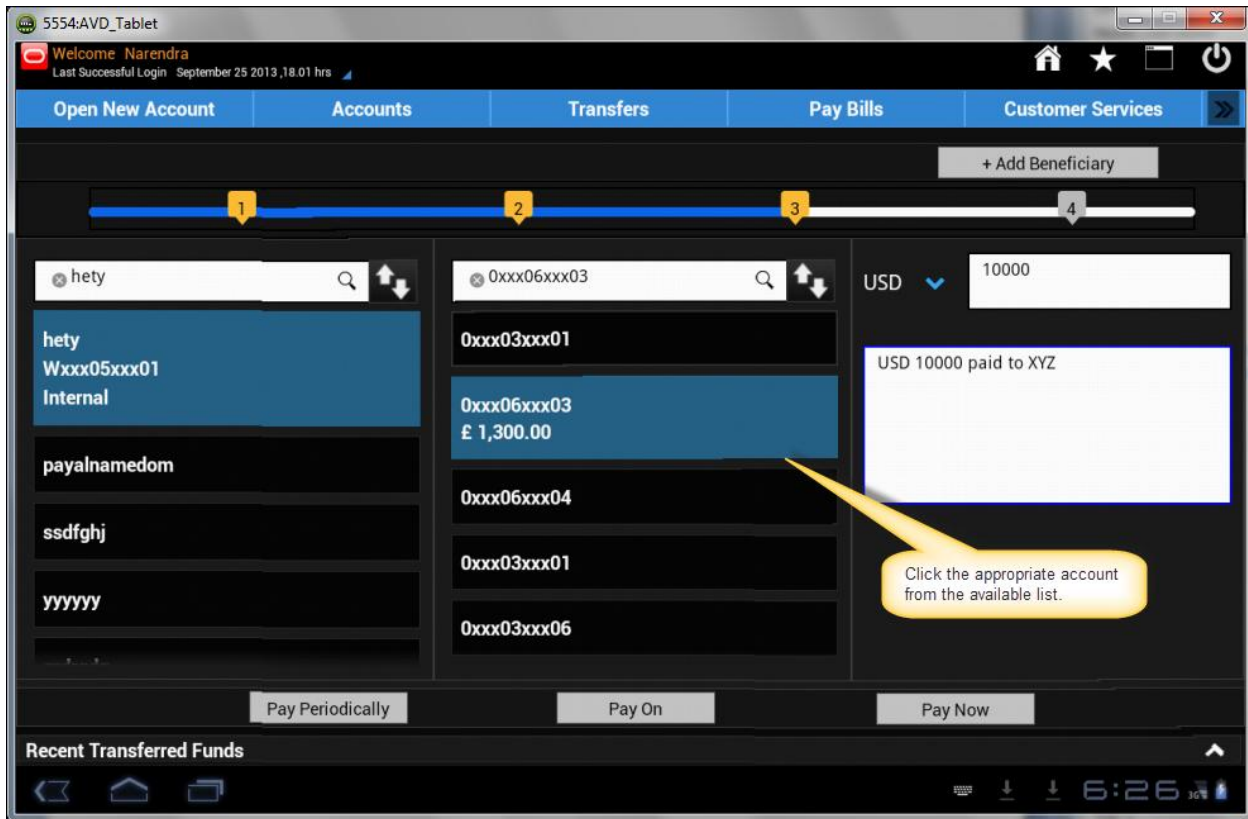 5554:AVD_Tablet
Welcome Narendra
Last Successful Login September 25 2013 ,18.01 hrs
Open New Account
Accounts
Transfers
Pay Bills
Customer Services
+ Add Beneficiary
1
2
3
4
hety
0xxx06xxx03
USD
10000
hety
Wxxx05xxx01
Internal
payalnamedom
ssdfghj
yyyyyy
0xxx03xxx01
0xxx06xxx03
£ 1,300.00
0xxx06xxx04
0xxx03xxx01
0xxx03xxx06
USD 10000 paid to XYZ
Click the appropriate account
from the available list.
Pay Periodically
Pay On
Pay Now
Recent Transferred Funds
6:26
3G